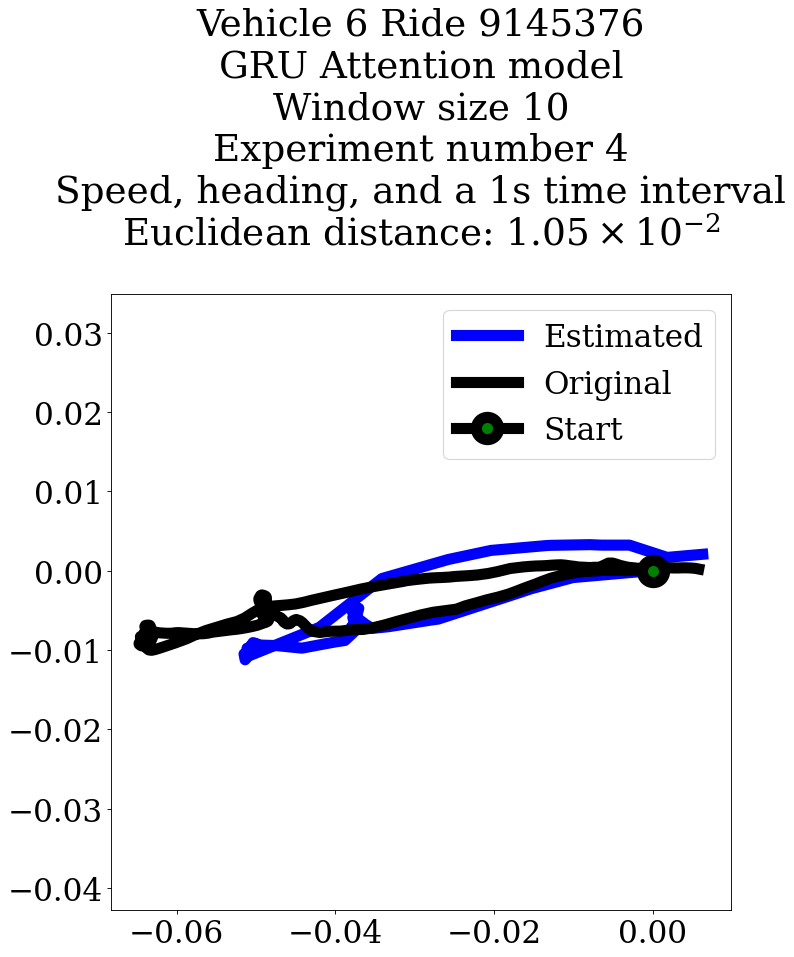 Vehicle 6 Ride 9145376
GRU Attention model
Window size 10
Experiment number 4
Speed, heading, and a 1s time interval
Euclidean distance: 1.05 × 10⁻²
Estimated
Original
Start
0.03
0.02
0.01
0.00
−0.01
−0.02
−0.03
−0.04
−0.06 −0.04 −0.02 0.00